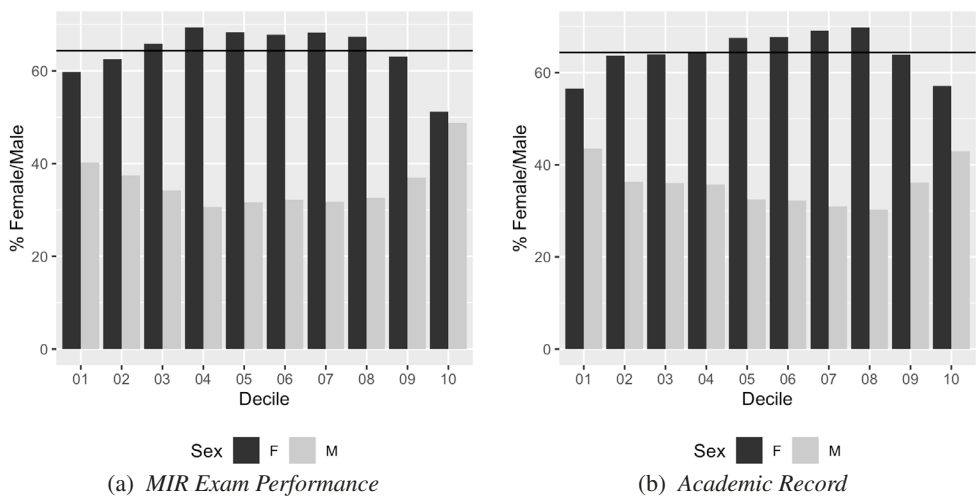 % Female/Male
60
40
20
0
01 02 03 04 05 06 07 08 09 10
Decile
Sex F M
(a) MIR Exam Performance
% Female/Male
60
40
20
0
01 02 03 04 05 06 07 08 09 10
Decile
Sex F M
(b) Academic Record